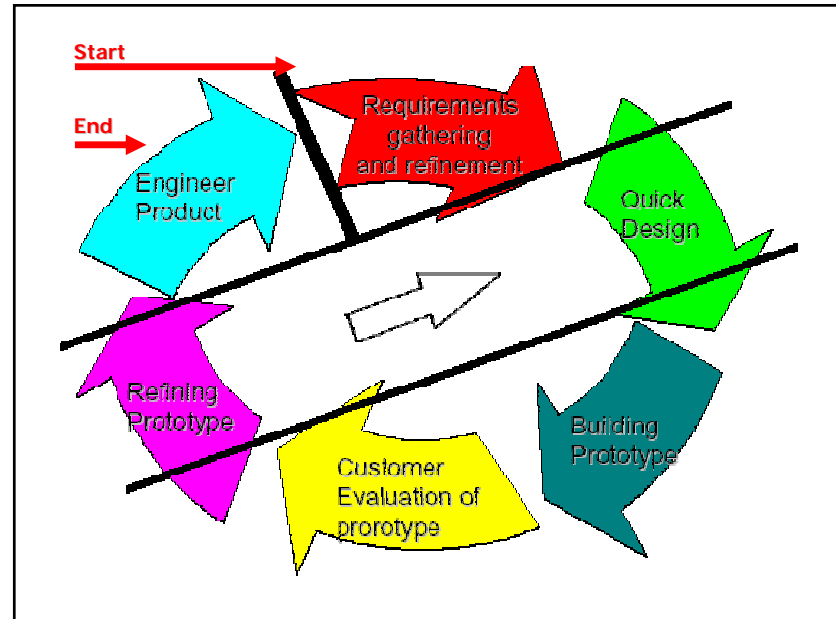 Start
End
Requirements
gathering
and refinement
Quick
Design
Building
Prototype
Customer
Evaluation of
prorotype
Refining
Prototype
Engineer
Product